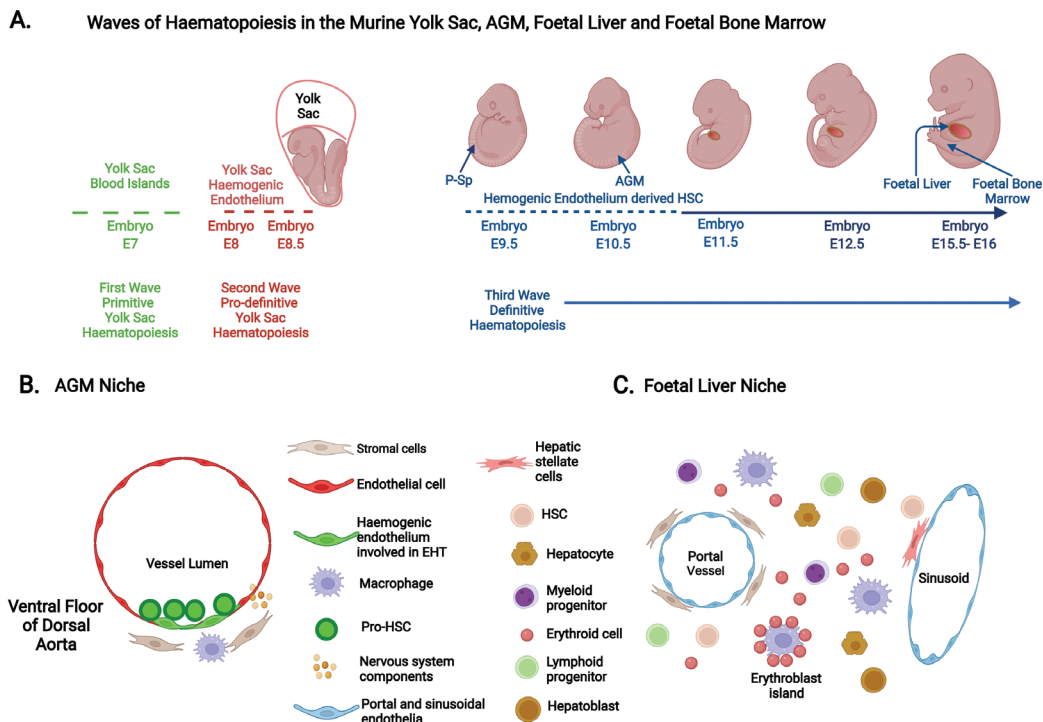 A.
Waves of Haematopoiesis in the Murine Yolk Sac, AGM, Foetal Liver and Foetal Bone Marrow
Yolk
Sac
Yolk Sac
Blood Islands
Yolk Sac
Haemogenic
Endothelium
P-Sp
AGM
Foetal Liver
Foetal Bone
Marrow
Hemogenic Endothelium derived HSC
Embryo
E7
Embryo
E8
Embryo
E8.5
Embryo
E9.5
Embryo
E10.5
Embryo
E11.5
Embryo
E12.5
Embryo
E15.5- E16
First Wave
Primitive
Yolk Sac
Haematopoiesis
Second Wave
Pro-definitive
Yolk Sac
Haematopoiesis
Third Wave
Definitive
Haematopoiesis
B. AGM Niche
Vessel Lumen
Ventral Floor
of Dorsal
Aorta
Stromal cells
Endothelial cell
Haemogenic
endothelium
involved in EHT
Macrophage
Pro-HSC
Nervous system
components
Portal and sinusoidal
endothelia
Hepatic
stellate
cells
HSC
Hepatocyte
Myeloid
progenitor
Erythroid cell
Lymphoid
progenitor
Hepatoblast
C. Foetal Liver Niche
Portal
Vessel
Sinusoid
Erythroblast
island